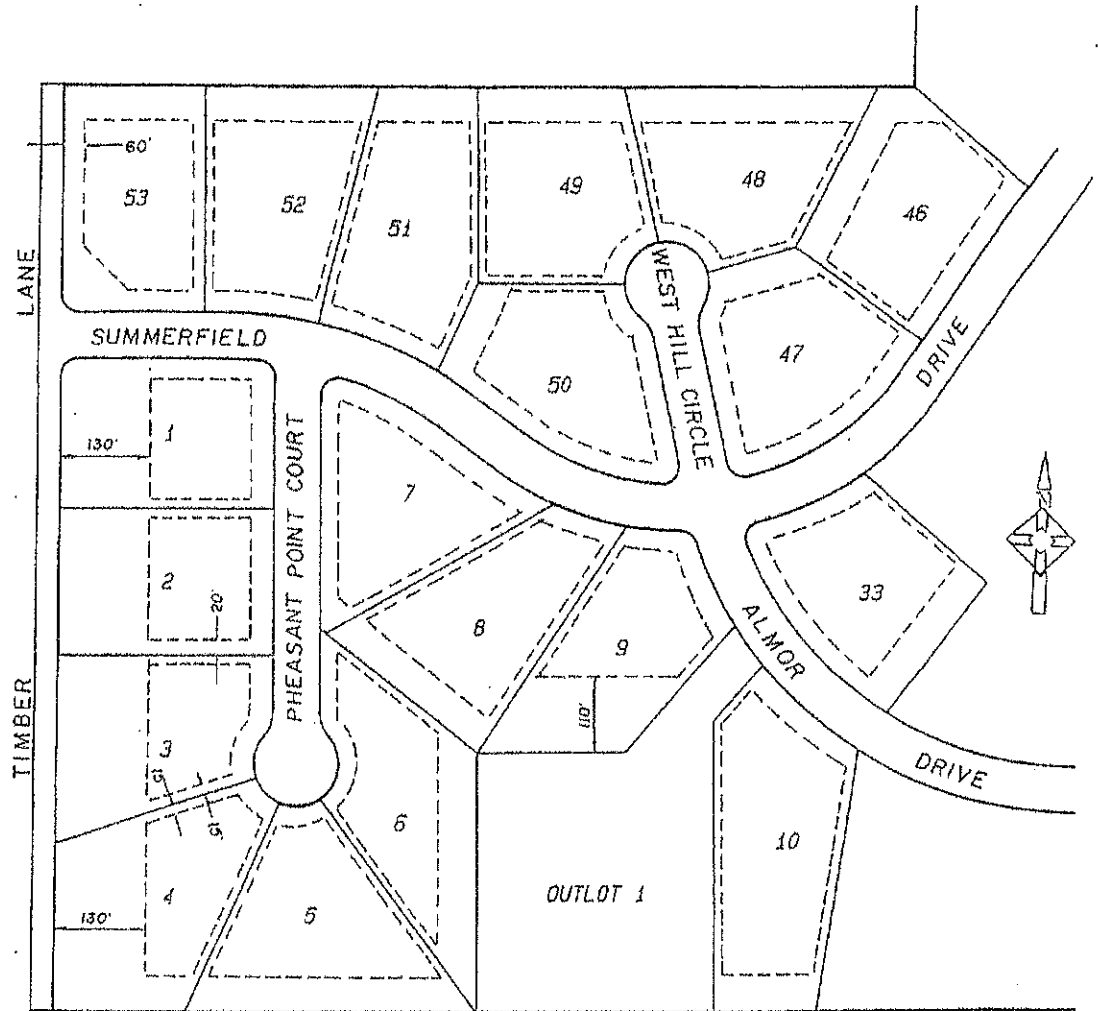 60'
53
52
51
49
48
46
LANE
SUMMERFIELD
WEST HILL CIRCLE
DRIVE
50
47
130'
1
PHEASANT POINT COURT
7
2
20'
8
9
33
ALMOR
110'
TIMBER
3
15
15
6
DRIVE
10
4
130'
5
OUTLOT 1